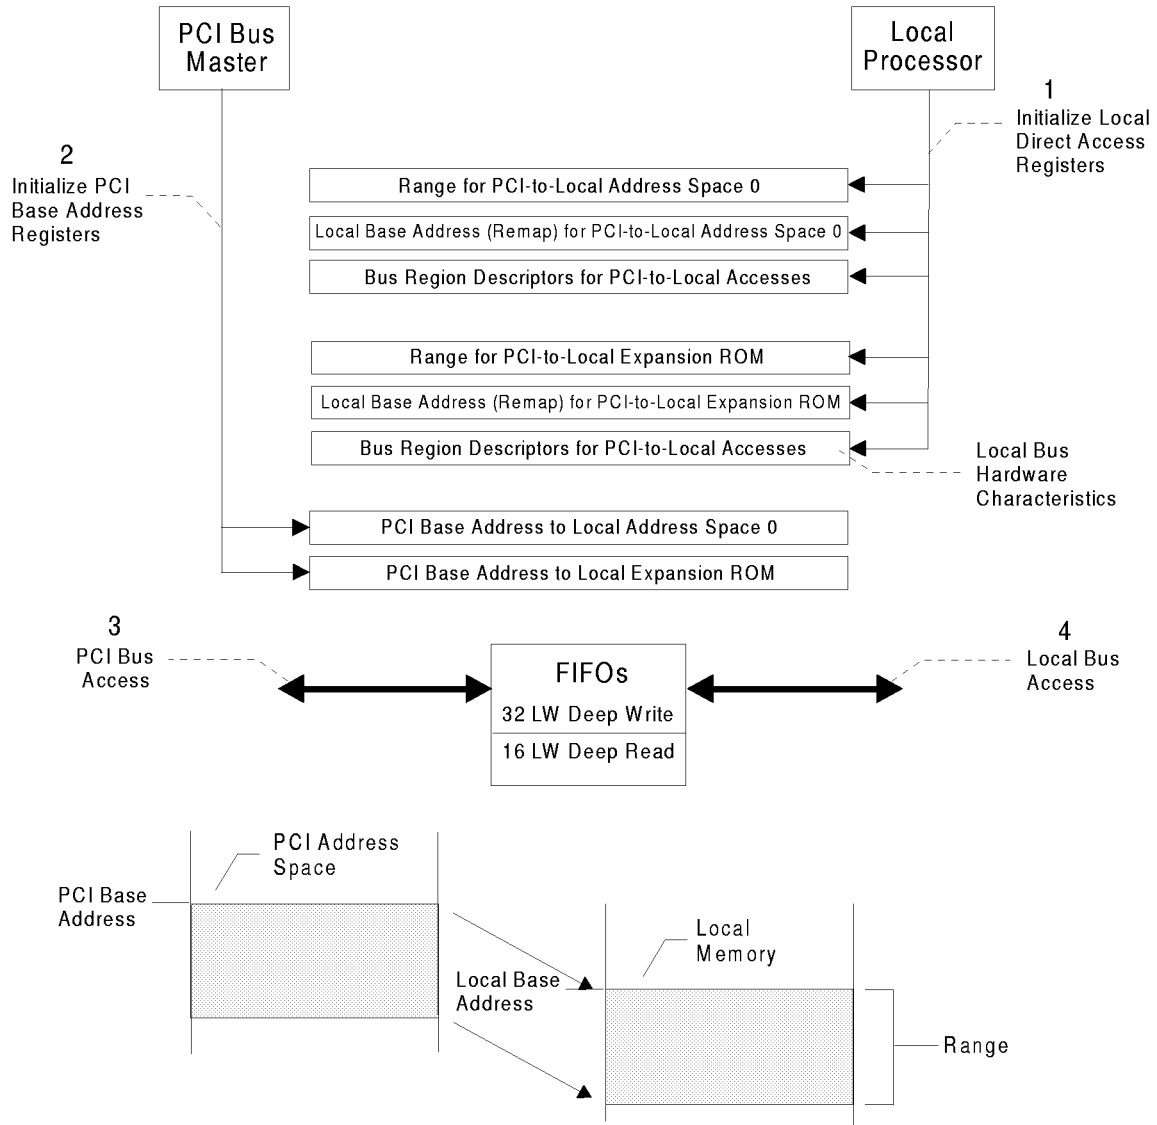 PCI Bus
Master
Local
Processor
1
Initialize Local
Direct Access
Registers
2
Initialize PCI
Base Address
Registers
Range for PCI-to-Local Address Space 0
Local Base Address (Remap) for PCI-to-Local Address Space 0
Bus Region Descriptors for PCI-to-Local Accesses
Range for PCI-to-Local Expansion ROM
Local Base Address (Remap) for PCI-to-Local Expansion ROM
Bus Region Descriptors for PCI-to-Local Accesses
Local Bus
Hardware
Characteristics
PCI Base Address to Local Address Space 0
PCI Base Address to Local Expansion ROM
3
PCI Bus
Access
FIFOs
32 LW Deep Write
16 LW Deep Read
4
Local Bus
Access
PCI Address
Space
PCI Base
Address
Local
Memory
Local Base
Address
Range